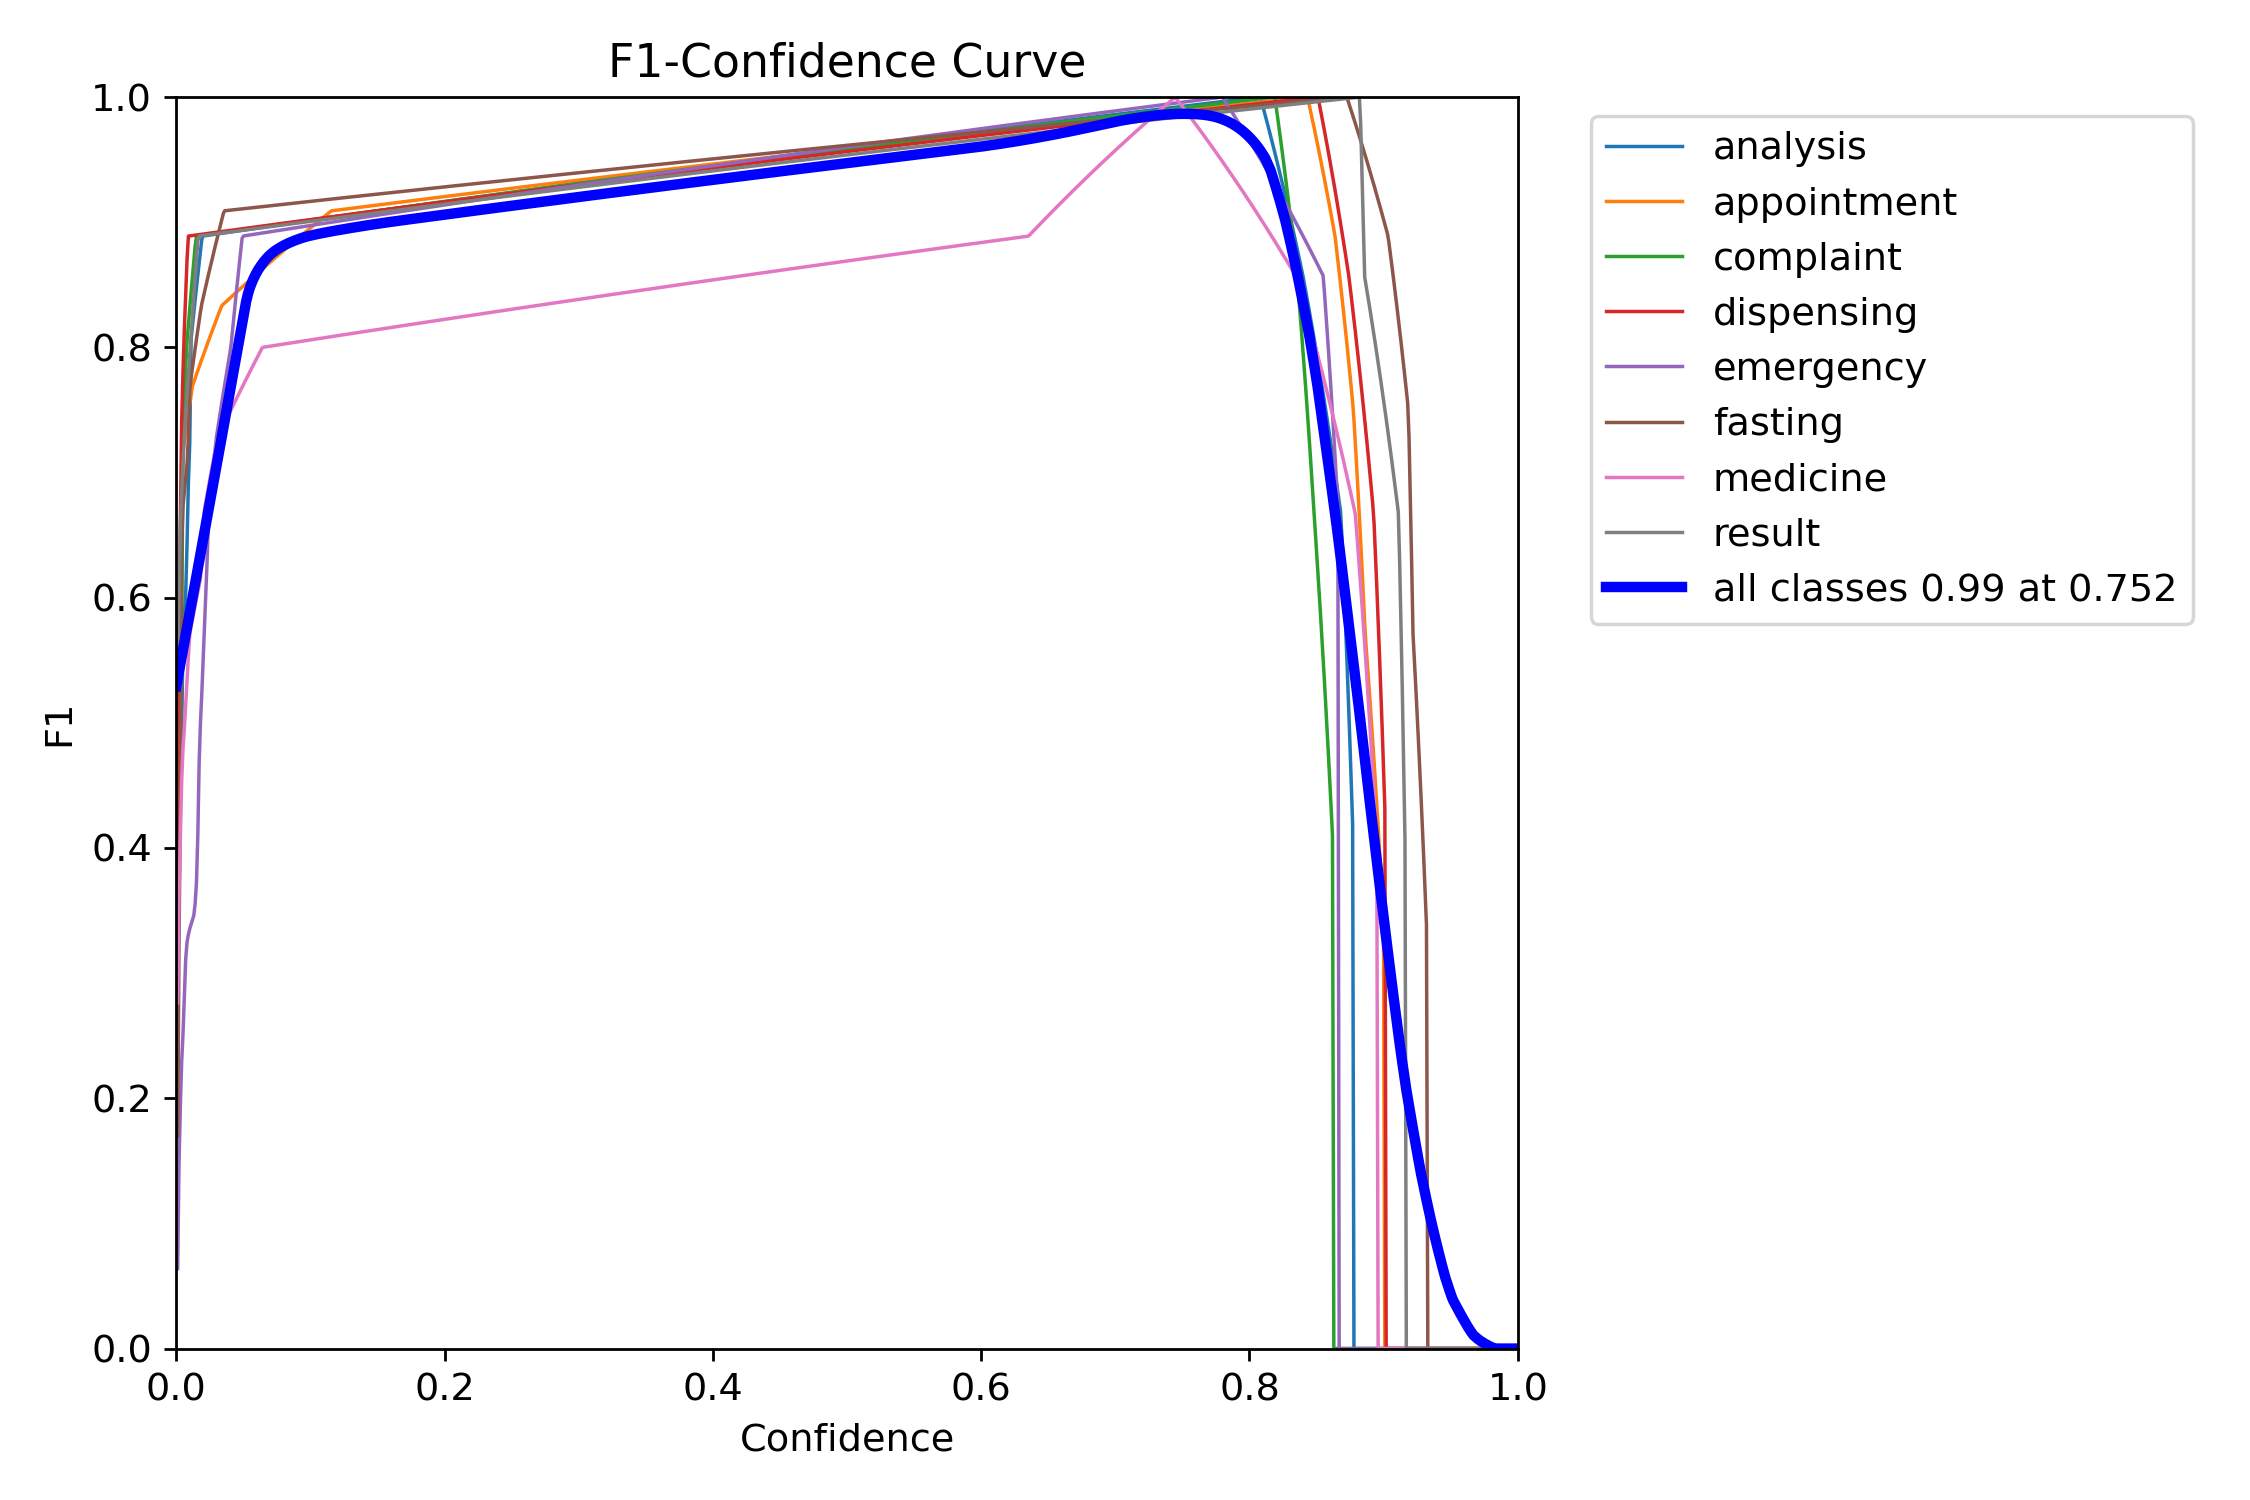 F1-Confidence Curve
1.0
0.8
0.6
0.4
0.2
0.0
F1
0.0 0.2 0.4 0.6 0.8 1.0
Confidence
analysis
appointment
complaint
dispensing
emergency
fasting
medicine
result
all classes 0.99 at 0.752